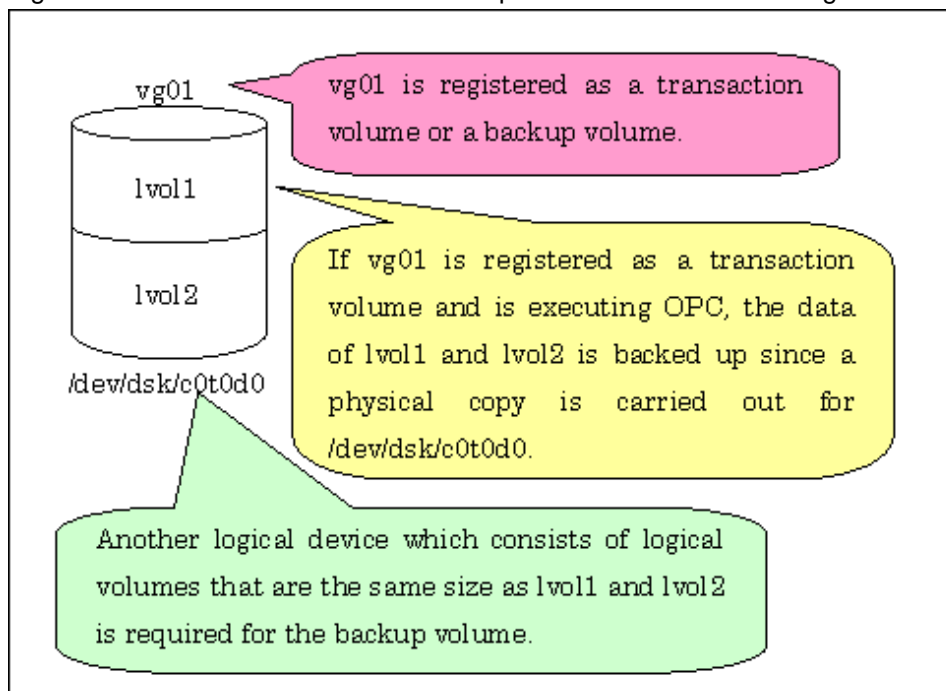 vg01
vg01 is registered as a transaction
volume or a backup volume.
lvol1
If vg01 is registered as a transaction
volume and is executing OPC, the data
of lvol1 and lvol2 is backed up since a
physical copy is carried out for
/dev/dsk/c0t0d0.
lvol2
/dev/dsk/c0t0d0
Another logical device which consists of logical
volumes that are the same size as lvol1 and lvol2
is required for the backup volume.